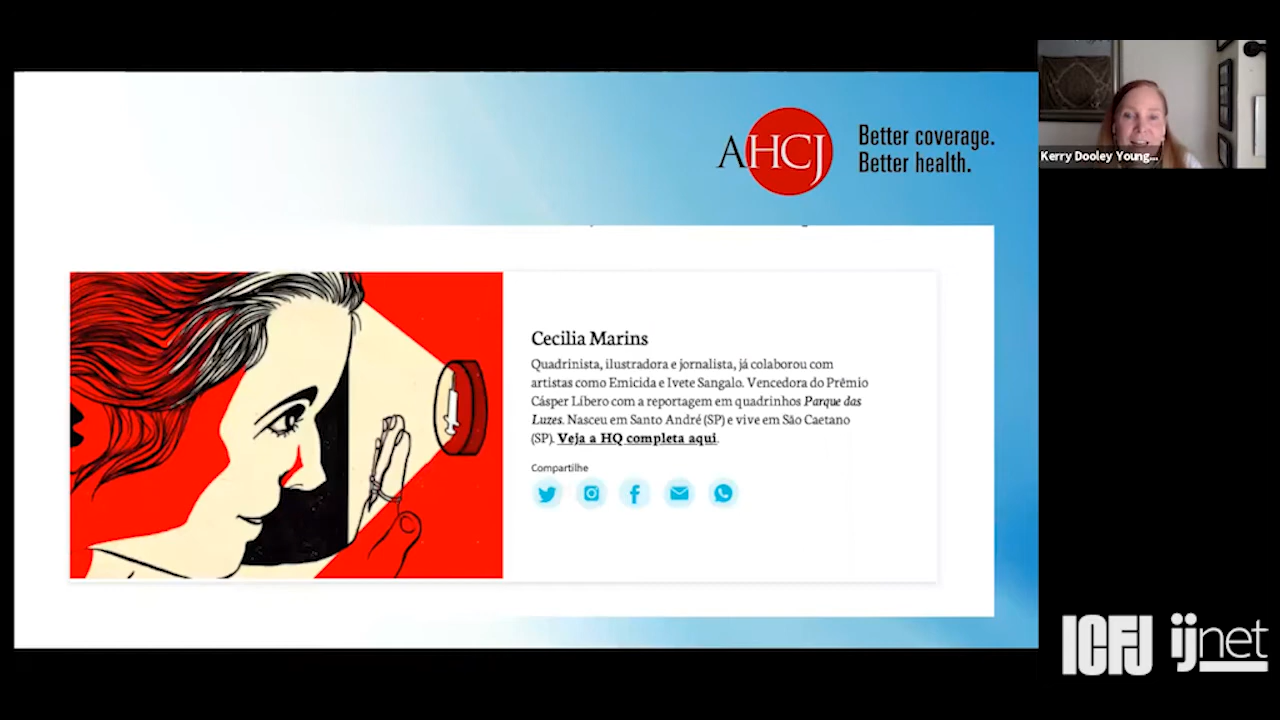 AHCJ
Better coverage.
Better health.
Kerry Dooley Young...
Cecilia Marins
Quadrinista, ilustradora e jornalista, já colaborou com
artistas como Emicida e Ivete Sangalo. Vencedora do Prêmio
Cásper Líbero com a reportagem em quadrinhos Parque das
Luzes. Nasceu em Santo André (SP) e vive em São Caetano
(SP). Veja a HQ completa aqui.
Compartilhe
ICFJ ijnet